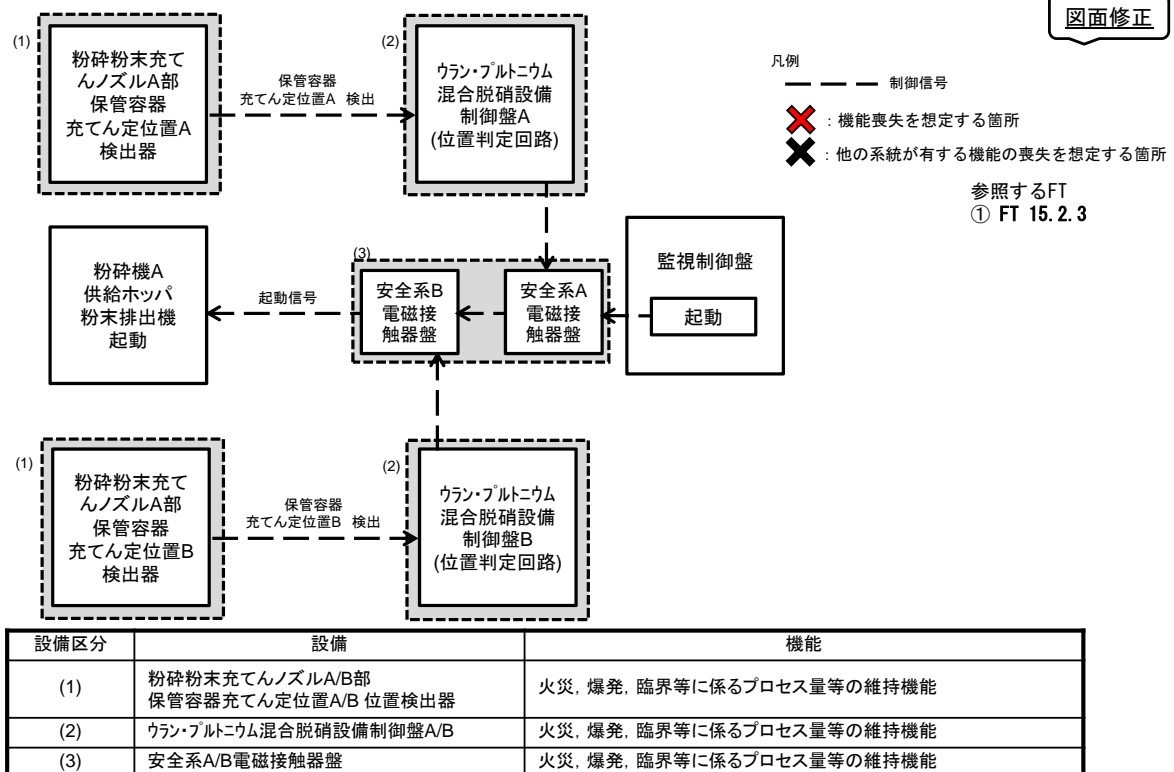 図面修正
(1)
粉砕粉末充て
んノズルA部
保管容器
充てん定位置A
検出器
保管容器
充てん定位置A 検出
(2)
ウラン・プルトニウム
混合脱硝設備
制御盤A
(位置判定回路)
凡例
制御信号
：機能喪失を想定する箇所
：他の系統が有する機能の喪失を想定する箇所
参照するFT
① FT 15.2.3
粉砕機A
供給ホッパ
粉末排出機
起動
起動信号
(3)
安全系B
電磁接
触器盤
安全系A
電磁接
触器盤
監視制御盤
起動
(1)
粉砕粉末充て
んノズルA部
保管容器
充てん定位置B
検出器
保管容器
充てん定位置B 検出
(2)
ウラン・プルトニウム
混合脱硝設備
制御盤B
(位置判定回路)
設備区分 設備 機能
(1) 粉砕粉末充てんノズルA/B部
保管容器充てん定位置A/B 位置検出器 火災，爆発，臨界等に係るプロセス量等の維持機能
(2) ウラン・プルトニウム混合脱硝設備制御盤A/B 火災，爆発，臨界等に係るプロセス量等の維持機能
(3) 安全系A/B電磁接触器盤 火災，爆発，臨界等に係るプロセス量等の維持機能